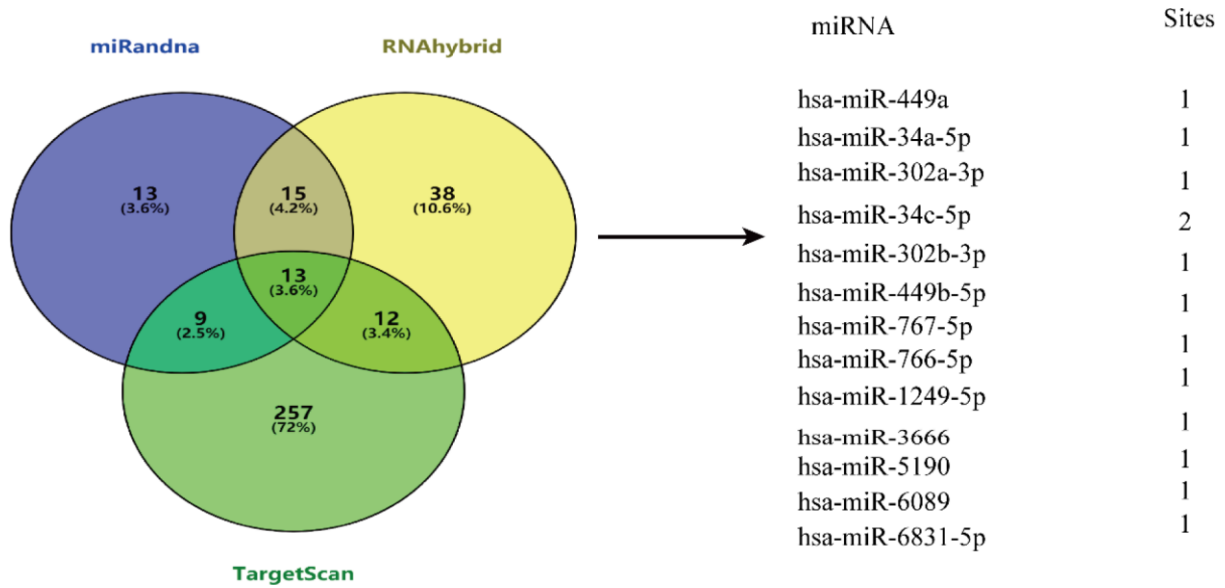 miRandna
RNAhybrid
13
(3.6%)
15
(4.2%)
38
(10.6%)
13
(3.6%)
9
(2.5%)
12
(3.4%)
257
(72%)
TargetScan
miRNA Sites
hsa-miR-449a 1
hsa-miR-34a-5p 1
hsa-miR-302a-3p 1
hsa-miR-34c-5p 2
hsa-miR-302b-3p 1
hsa-miR-449b-5p 1
hsa-miR-767-5p 1
hsa-miR-766-5p 1
hsa-miR-1249-5p 1
hsa-miR-3666 1
hsa-miR-5190 1
hsa-miR-6089 1
hsa-miR-6831-5p